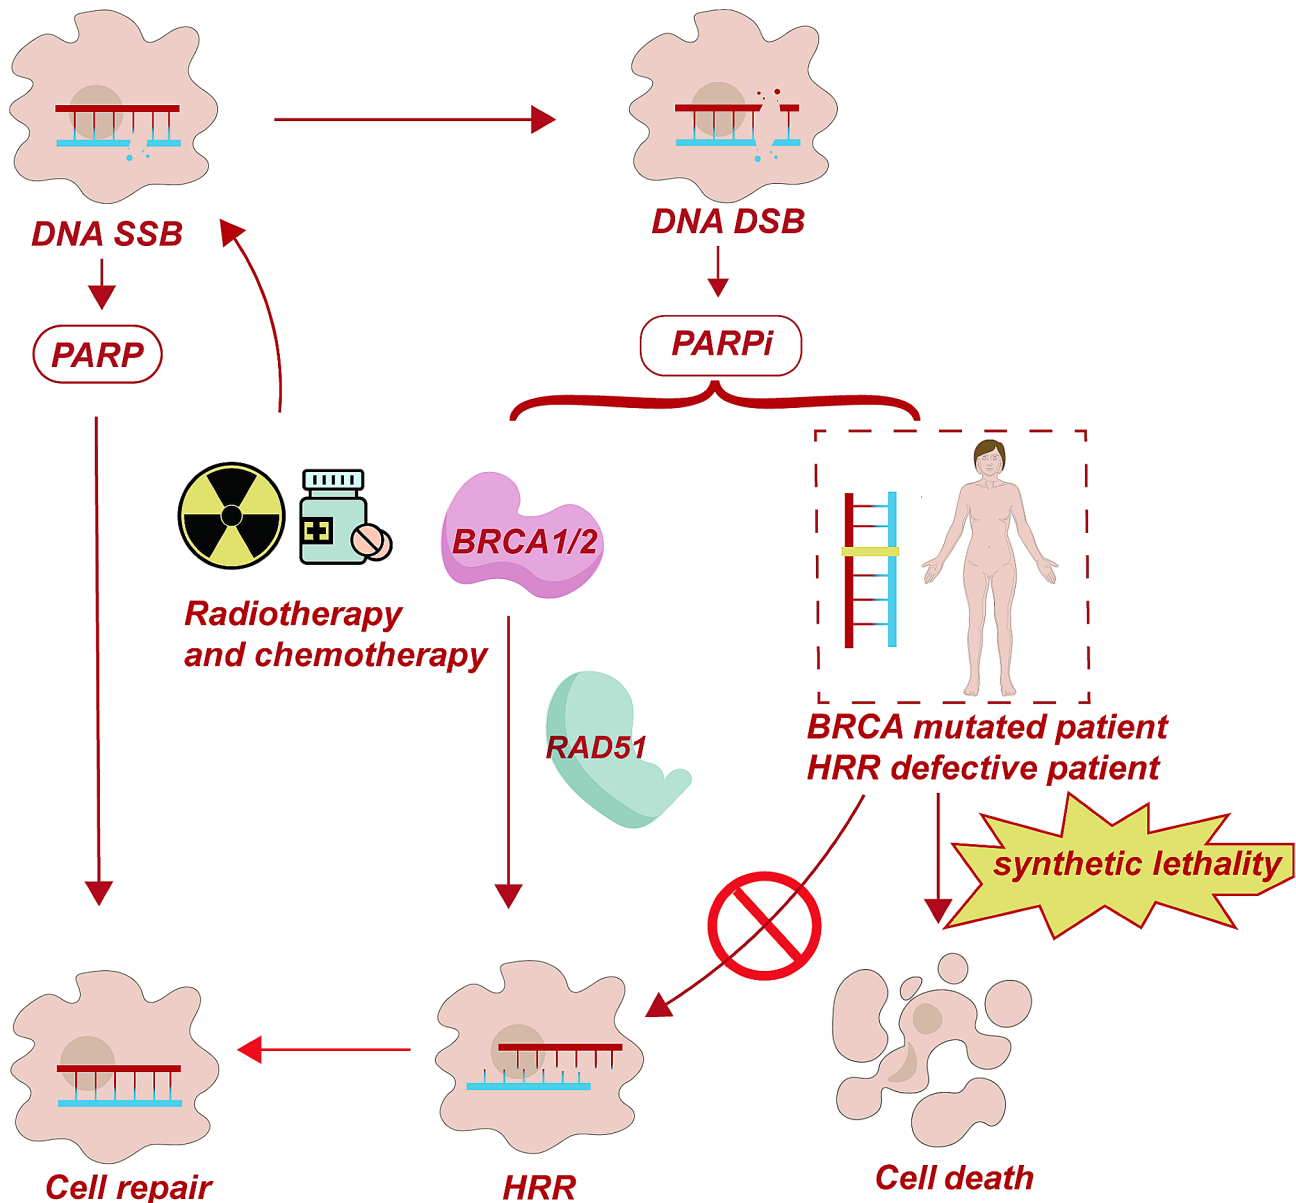 DNA SSB
DNA DSB
PARP
PARPi
BRCA1/2
Radiotherapy
and chemotherapy
RAD51
BRCA mutated patient
HRR defective patient
synthetic lethality
Cell repair
HRR
Cell death